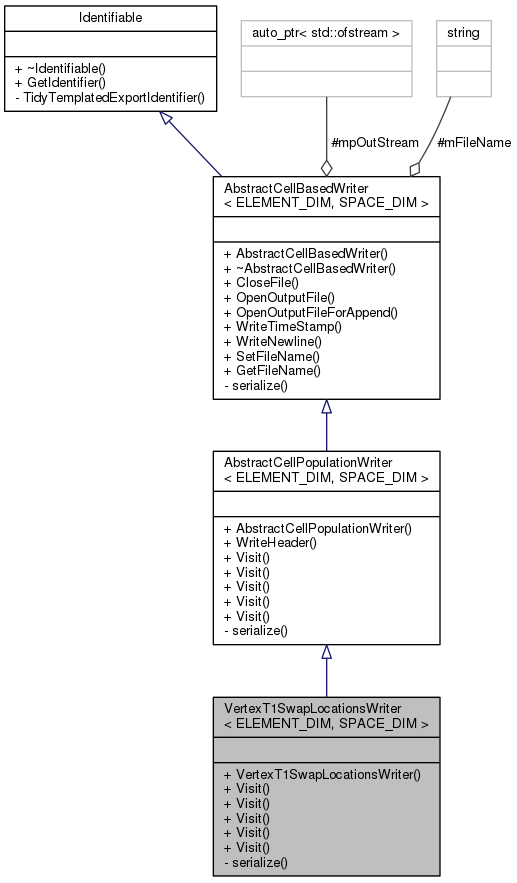 Identifiable
+ ~Identifiable()
+ GetIdentifier()
- TidyTemplatedExportIdentifier()
auto_ptr< std::ofstream >
string
#mpOutStream
#mFileName
AbstractCellBasedWriter
< ELEMENT_DIM, SPACE_DIM >
+ AbstractCellBasedWriter()
+ ~AbstractCellBasedWriter()
+ CloseFile()
+ OpenOutputFile()
+ OpenOutputFileForAppend()
+ WriteTimeStamp()
+ WriteNewline()
+ SetFileName()
+ GetFileName()
- serialize()
AbstractCellPopulationWriter
< ELEMENT_DIM, SPACE_DIM >
+ AbstractCellPopulationWriter()
+ WriteHeader()
+ Visit()
+ Visit()
+ Visit()
+ Visit()
+ Visit()
- serialize()
VertexT1SwapLocationsWriter
< ELEMENT_DIM, SPACE_DIM >
+ VertexT1SwapLocationsWriter()
+ Visit()
+ Visit()
+ Visit()
+ Visit()
+ Visit()
- serialize()